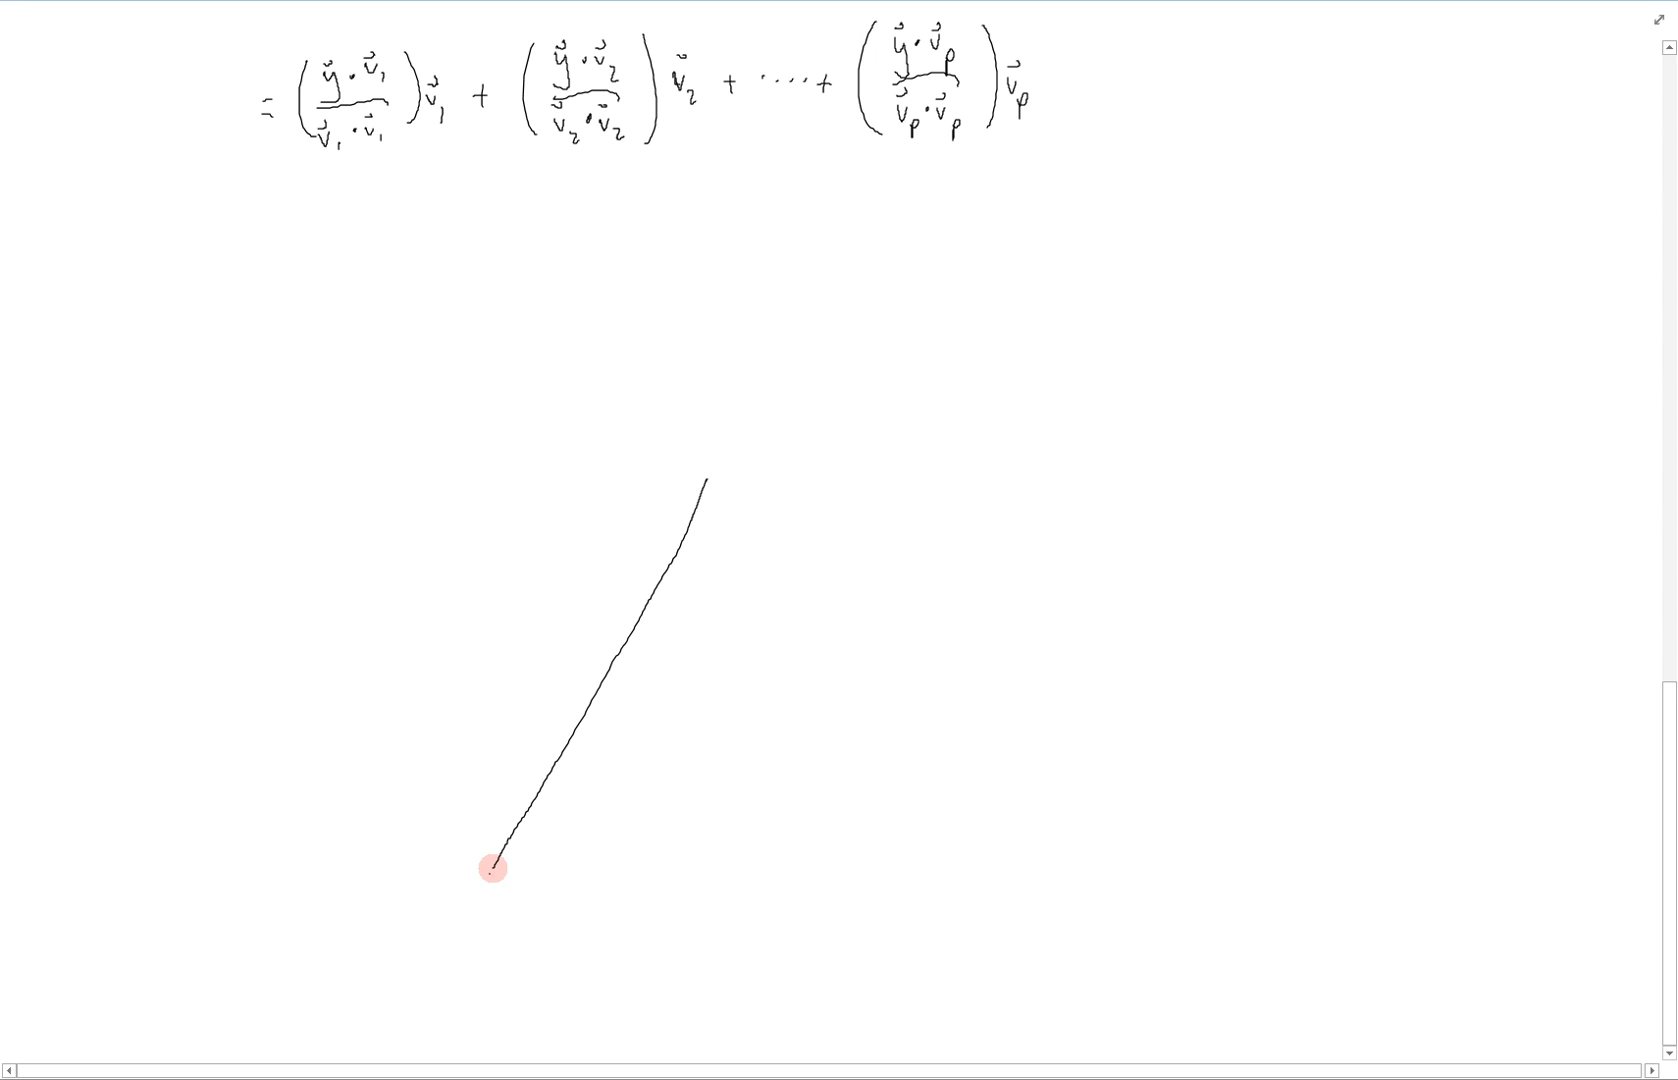 = (y⃗ · v⃗₁ / v⃗₁ · v⃗₁) v⃗₁ + (y⃗ · v⃗₂ / v⃗₂ · v⃗₂) v⃗₂ + ····+ (y⃗ · v⃗ₚ / v⃗ₚ · v⃗ₚ) v⃗ₚ